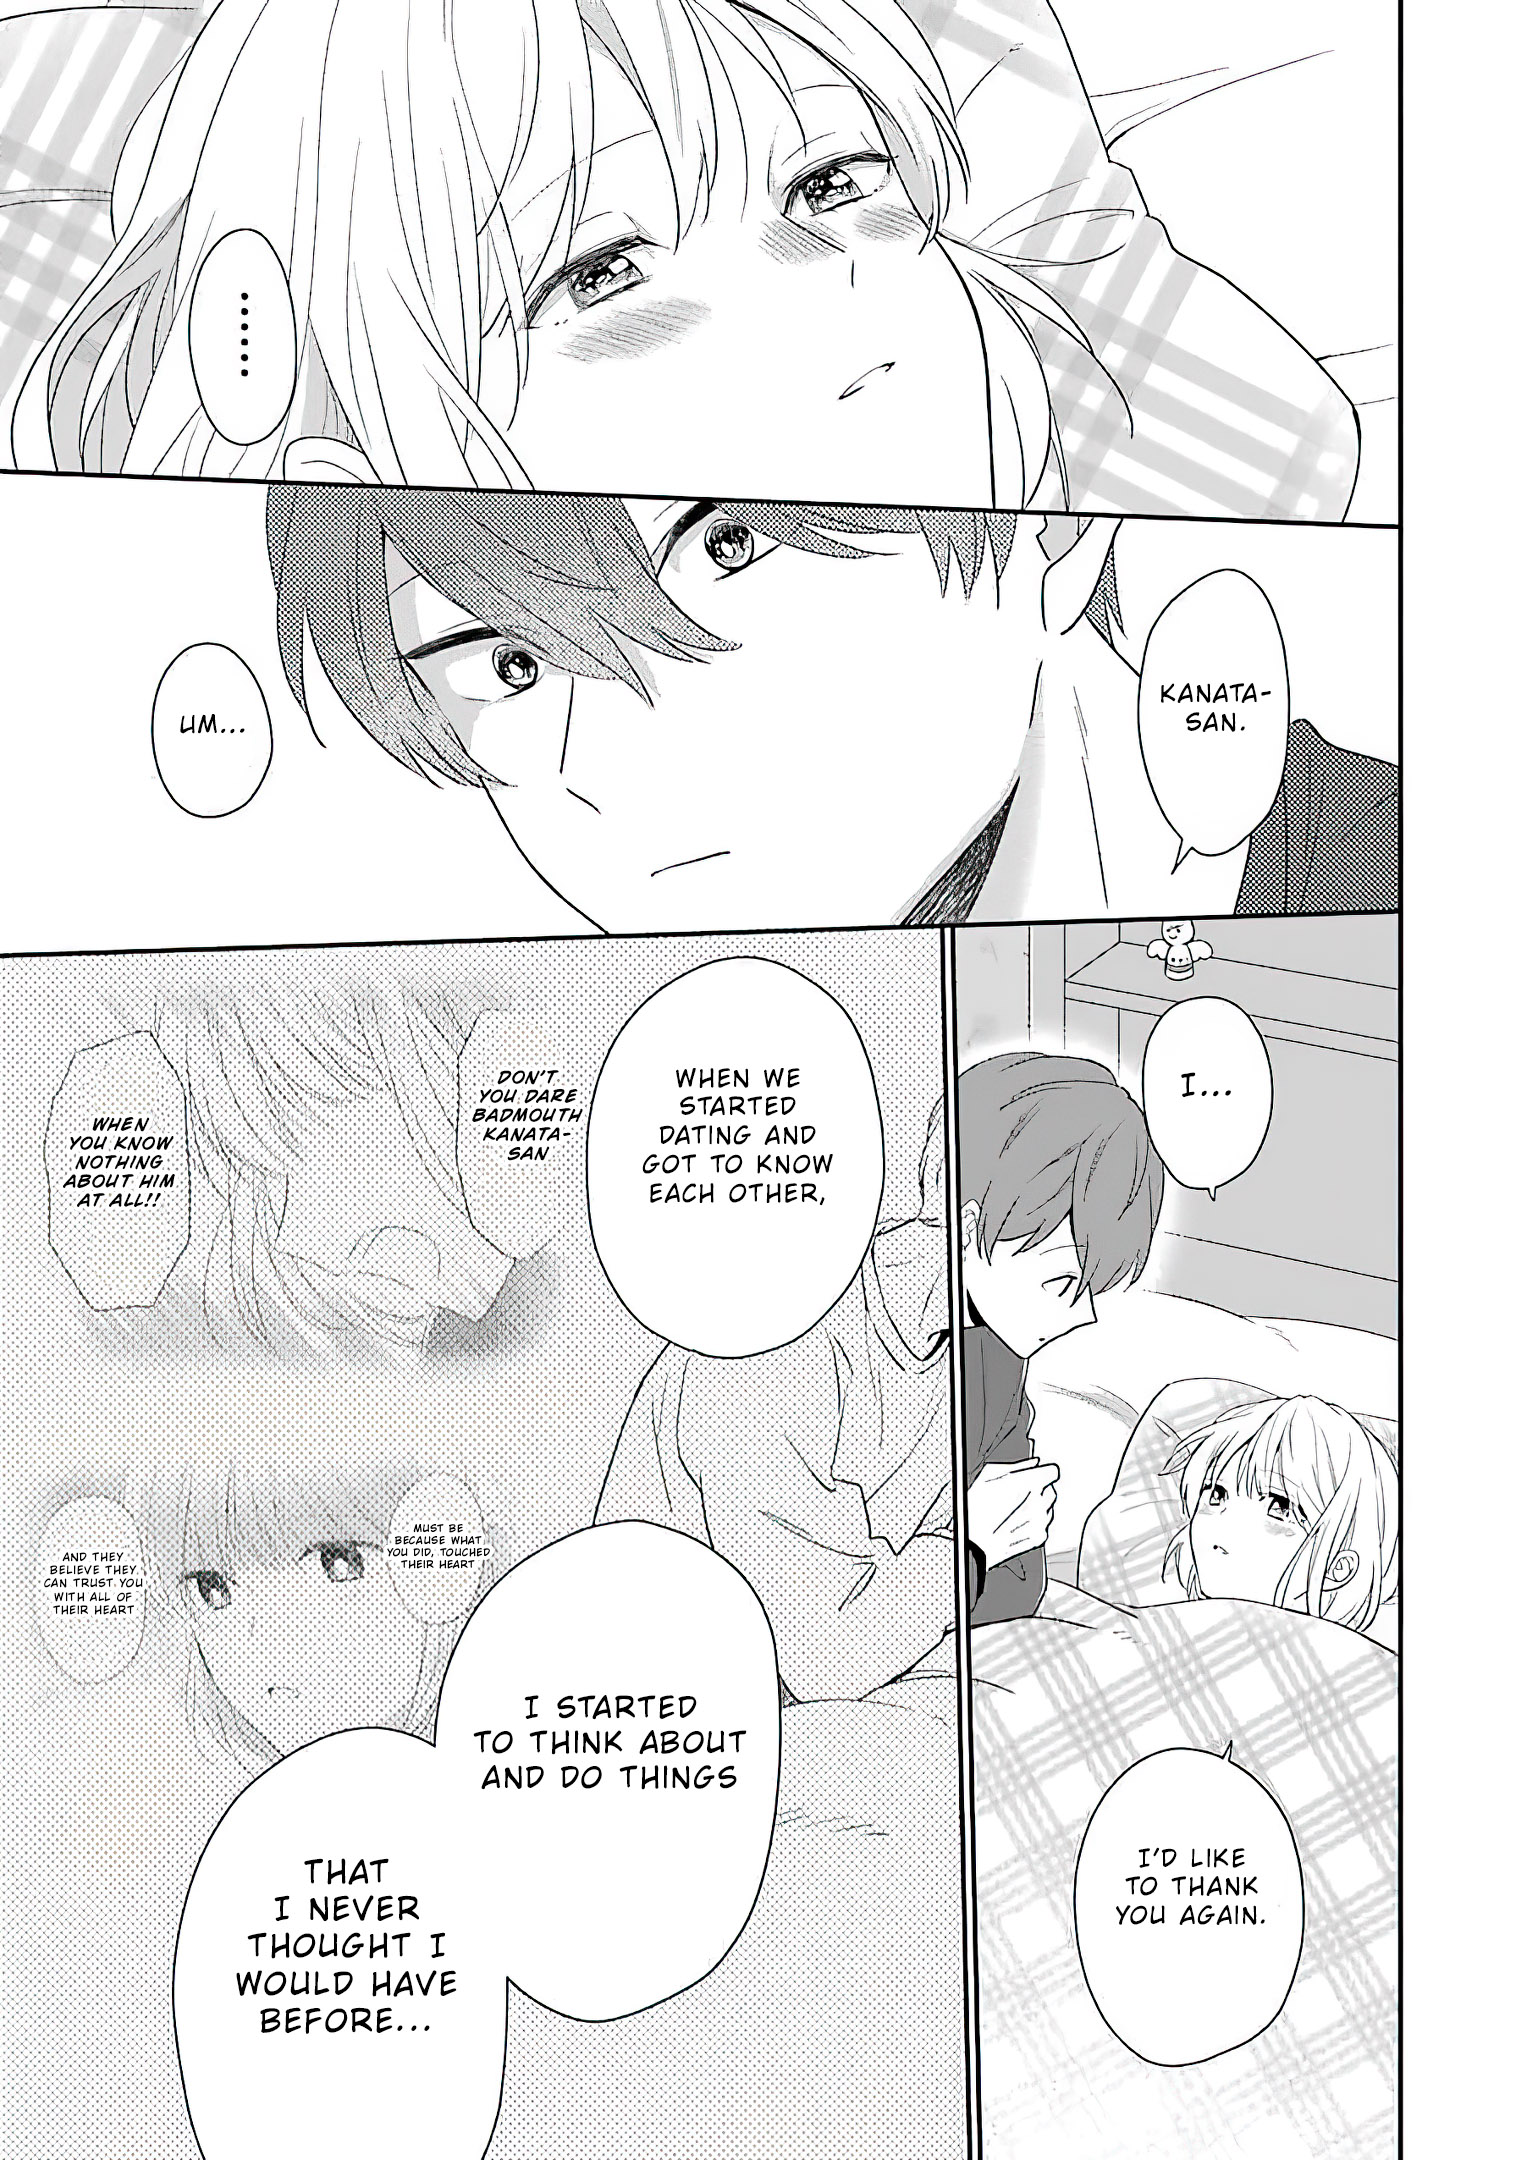 .......
KANATA-
SAN.
UM...
I...
I'D LIKE
TO THANK
YOU AGAIN.
WHEN WE
STARTED
DATING AND
GOT TO KNOW
EACH OTHER,
DON'T
YOU DARE
BADMOUTH
KANATA-
SAN
WHEN
YOU KNOW
NOTHING
ABOUT HIM
AT ALL!!
MUST BE
BECAUSE WHAT
YOU DID, TOUCHED
THEIR HEART
AND THEY
BELIEVE THEY
CAN TRUST YOU
WITH ALL OF
THEIR HEART
I STARTED
TO THINK ABOUT
AND DO THINGS
THAT
I NEVER
THOUGHT I
WOULD HAVE
BEFORE...